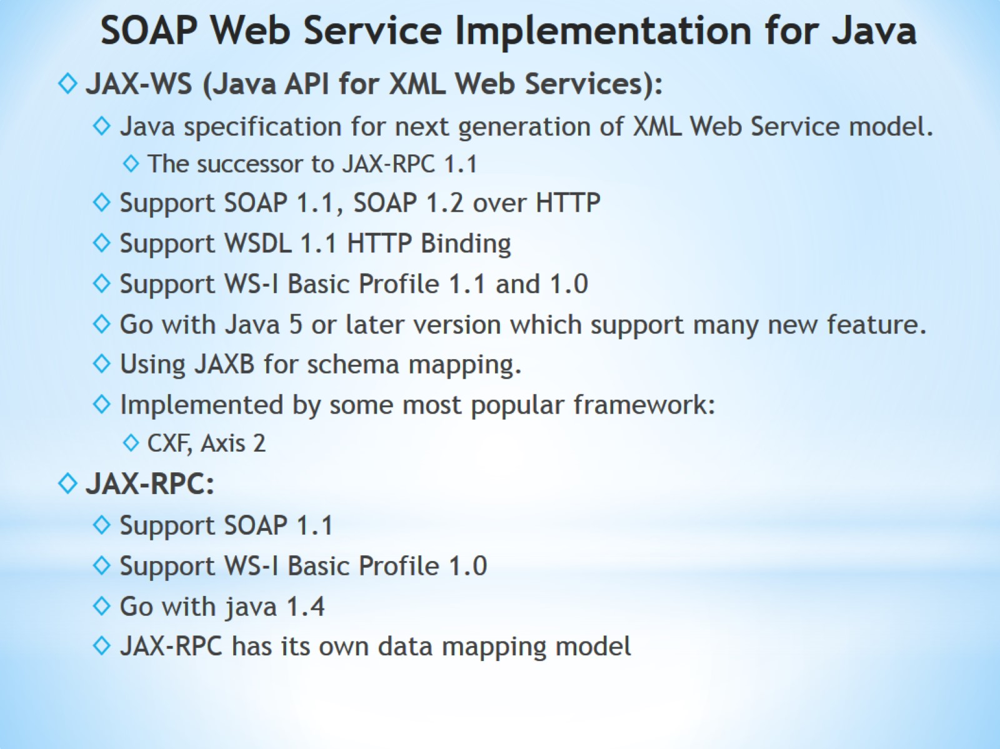 SOAP Web Service Implementation for Java
JAX-WS (Java API for XML Web Services):
Java specification for next generation of XML Web Service model.
The successor to JAX-RPC 1.1
Support SOAP 1.1, SOAP 1.2 over HTTP
Support WSDL 1.1 HTTP Binding
Support WS-I Basic Profile 1.1 and 1.0
Go with Java 5 or later version which support many new feature.
Using JAXB for schema mapping.
Implemented by some most popular framework:
CXF, Axis 2
JAX-RPC:
Support SOAP 1.1
Support WS-I Basic Profile 1.0
Go with java 1.4
JAX-RPC has its own data mapping model